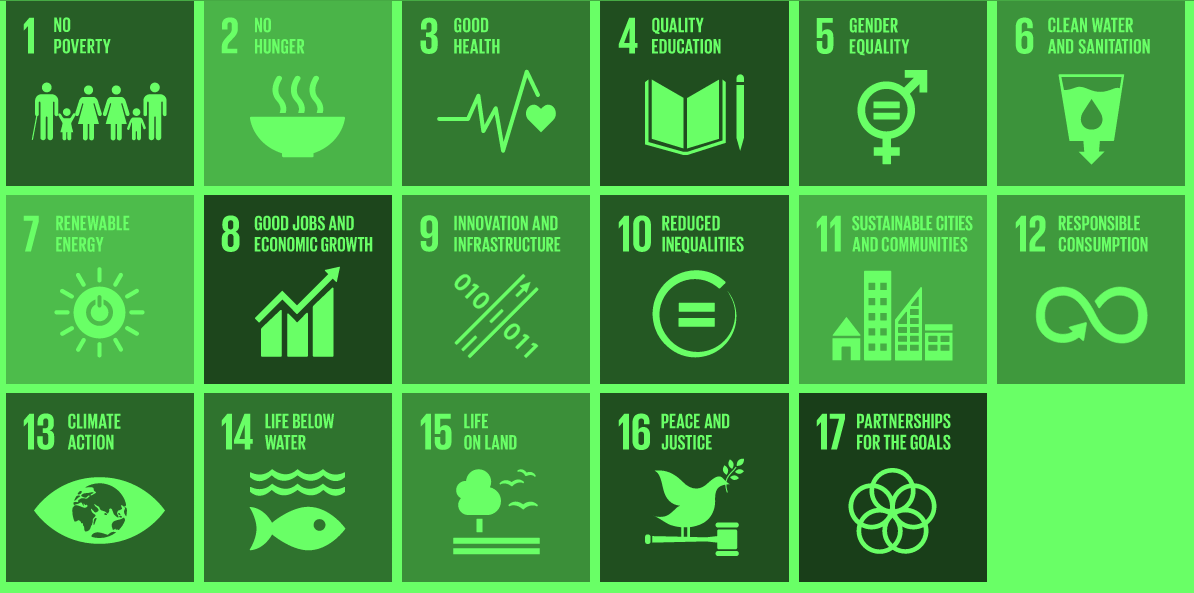 1 NO
POVERTY
2 NO
HUNGER
3 GOOD
HEALTH
4 QUALITY
EDUCATION
5 GENDER
EQUALITY
6 CLEAN WATER
AND SANITATION
7 RENEWABLE
ENERGY
8 GOOD JOBS AND
ECONOMIC GROWTH
9 INNOVATION AND
INFRASTRUCTURE
010
011
10 REDUCED
INEQUALITIES
11 SUSTAINABLE CITIES
AND COMMUNITIES
12 RESPONSIBLE
CONSUMPTION
13 CLIMATE
ACTION
14 LIFE BELOW
WATER
15 LIFE
ON LAND
16 PEACE AND
JUSTICE
17 PARTNERSHIPS
FOR THE GOALS